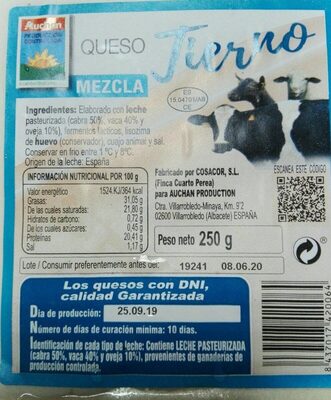 Auchan
PRODUCCIÓN
CONTROLADA
QUESO
Tierno
MEZCLA
ES
15.04701/AB
CE
Ingredientes: Elaborado con leche
pasteurizada (cabra 50%, vaca 40% y
oveja 10%), fermentos lácticos, lisozima
de huevo (conservador), cuajo animal y sal.
Conservar en frio entre 1 ºC y 8ºC.
Origen de la leche: España
INFORMACIÓN NUTRICIONAL POR 100 g
Valor energético 1524 KJ/364 kcal
Grasas: 31,05 g
De las cuales saturadas: 21,80 g
Hidratos de carbono: 0,72 g
De los cuales azúcares: 0,45 g
Proteínas: 20,41 g
Sal: 1,17 g
Fabricado por COSACOR, S.L.
(Finca Cuarto Perea)
para AUCHAN PRODUCTION
Ctra. Villarrobledo-Minaya, Km. 9'2
02600 Villarrobledo (Albacete) ESPAÑA
ESCANEA ESTE CÓDIGO
Peso neto 250 g
Lote / Consumir preferentemente antes del: 19241 08.06.20
Los quesos con DNI,
calidad Garantizada
Día de producción: 25.09.19
Número de días de curación mínima: 10 días.
Identificación de cada tipo de leche: Contiene LECHE PASTEURIZADA
(cabra 50%, vaca 40% y oveja 10%), provenientes de ganaderías de
producción controlada.